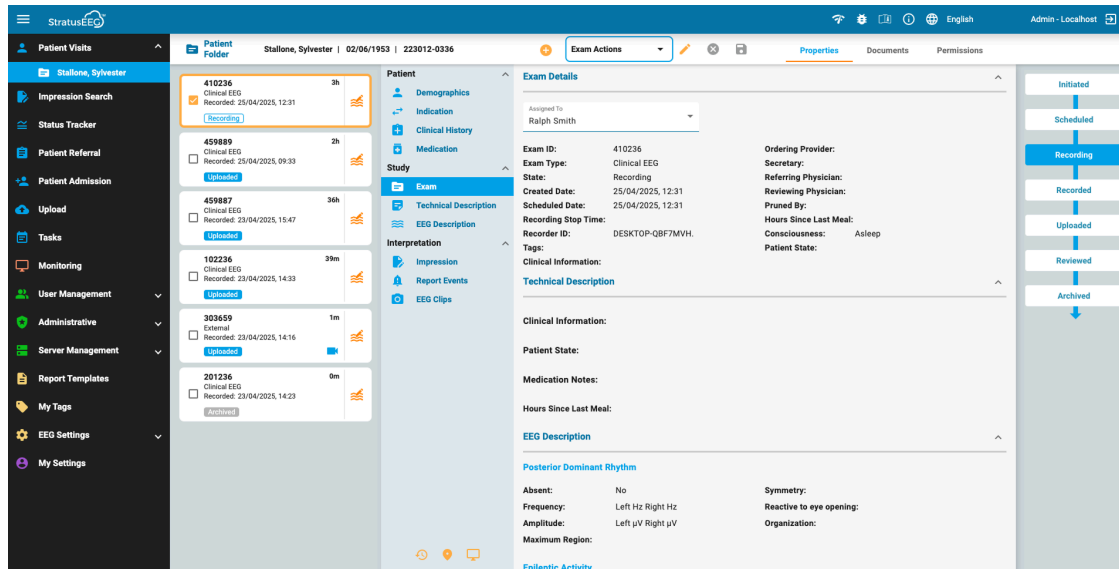 StratusEEG
English
Admin - Localhost
Patient Visits
Stallone, Sylvester
Impression Search
Status Tracker
Patient Referral
Patient Admission
Upload
Tasks
Monitoring
User Management
Administrative
Server Management
Report Templates
My Tags
EEG Settings
My Settings
Patient
Folder
Stallone, Sylvester | 02/06/1953 | 223012-0336
Exam Actions
Properties
Documents
Permissions
410236 3h
Clinical EEG
Recorded: 25/04/2025, 12:31
Recording
459889 2h
Clinical EEG
Recorded: 25/04/2025, 09:33
Uploaded
459887 36h
Clinical EEG
Recorded: 23/04/2025, 15:47
Uploaded
102236 39m
Clinical EEG
Recorded: 23/04/2025, 14:33
Uploaded
303659 1m
External
Recorded: 23/04/2025, 14:16
Uploaded
201236 0m
Clinical EEG
Recorded: 23/04/2025, 14:23
Archived
Patient
Demographics
Indication
Clinical History
Medication
Study
Exam
Technical Description
EEG Description
Interpretation
Impression
Report Events
EEG Clips
Exam Details
Assigned To
Ralph Smith
Exam ID: 410236
Exam Type: Clinical EEG
State: Recording
Created Date: 25/04/2025, 12:31
Scheduled Date: 25/04/2025, 12:31
Recording Stop Time:
Recorder ID: DESKTOP-QBF7MVH.
Tags:
Clinical Information:
Ordering Provider:
Secretary:
Referring Physician:
Reviewing Physician:
Pruned By:
Hours Since Last Meal:
Consciousness: Asleep
Patient State:
Technical Description
Clinical Information:
Patient State:
Medication Notes:
Hours Since Last Meal:
EEG Description
Posterior Dominant Rhythm
Absent: No
Frequency: Left Hz Right Hz
Amplitude: Left µV Right µV
Maximum Region:
Symmetry:
Reactive to eye opening:
Organization:
Epileptic Activity
Initiated
Scheduled
Recording
Recorded
Uploaded
Reviewed
Archived